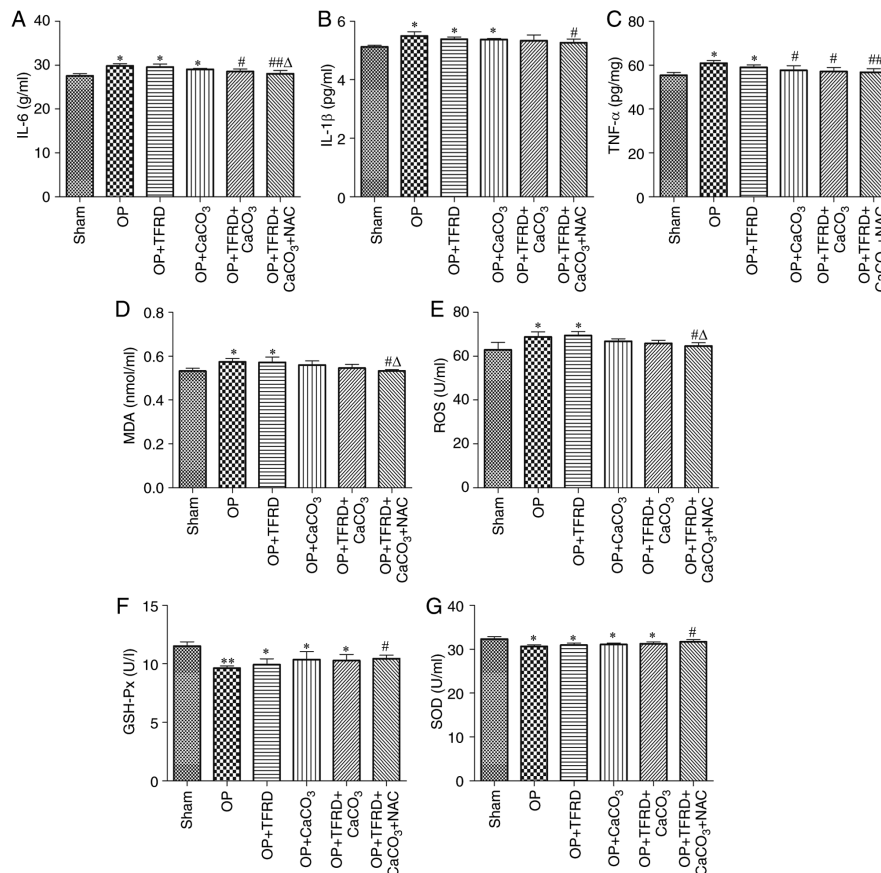 A
IL-6 (g/ml)
40
30
20
10
0
* * * # ##Δ
Sham
OP
OP+TFRD
OP+CaCO₃
OP+TFRD+
CaCO₃
OP+TFRD+
CaCO₃+NAC
B
IL-1β (pg/ml)
6
4
2
0
* * * #
Sham
OP
OP+TFRD
OP+CaCO₃
OP+TFRD+
CaCO₃
OP+TFRD+
CaCO₃+NAC
C
TNF-α (pg/mg)
80
60
40
20
0
* * # # ##
Sham
OP
OP+TFRD
OP+CaCO₃
OP+TFRD+
CaCO₃
OP+TFRD+
CaCO₃+NAC
D
MDA (nmol/ml)
0.8
0.6
0.4
0.2
0.0
* * #Δ
Sham
OP
OP+TFRD
OP+CaCO₃
OP+TFRD+
CaCO₃
OP+TFRD+
CaCO₃+NAC
E
ROS (U/ml)
80
60
40
20
0
* * #Δ
Sham
OP
OP+TFRD
OP+CaCO₃
OP+TFRD+
CaCO₃
OP+TFRD+
CaCO₃+NAC
F
GSH-Px (U/l)
15
10
5
0
** * * * #
Sham
OP
OP+TFRD
OP+CaCO₃
OP+TFRD+
CaCO₃
OP+TFRD+
CaCO₃+NAC
G
SOD (U/ml)
40
30
20
10
0
* * * * #
Sham
OP
OP+TFRD
OP+CaCO₃
OP+TFRD+
CaCO₃
OP+TFRD+
CaCO₃+NAC